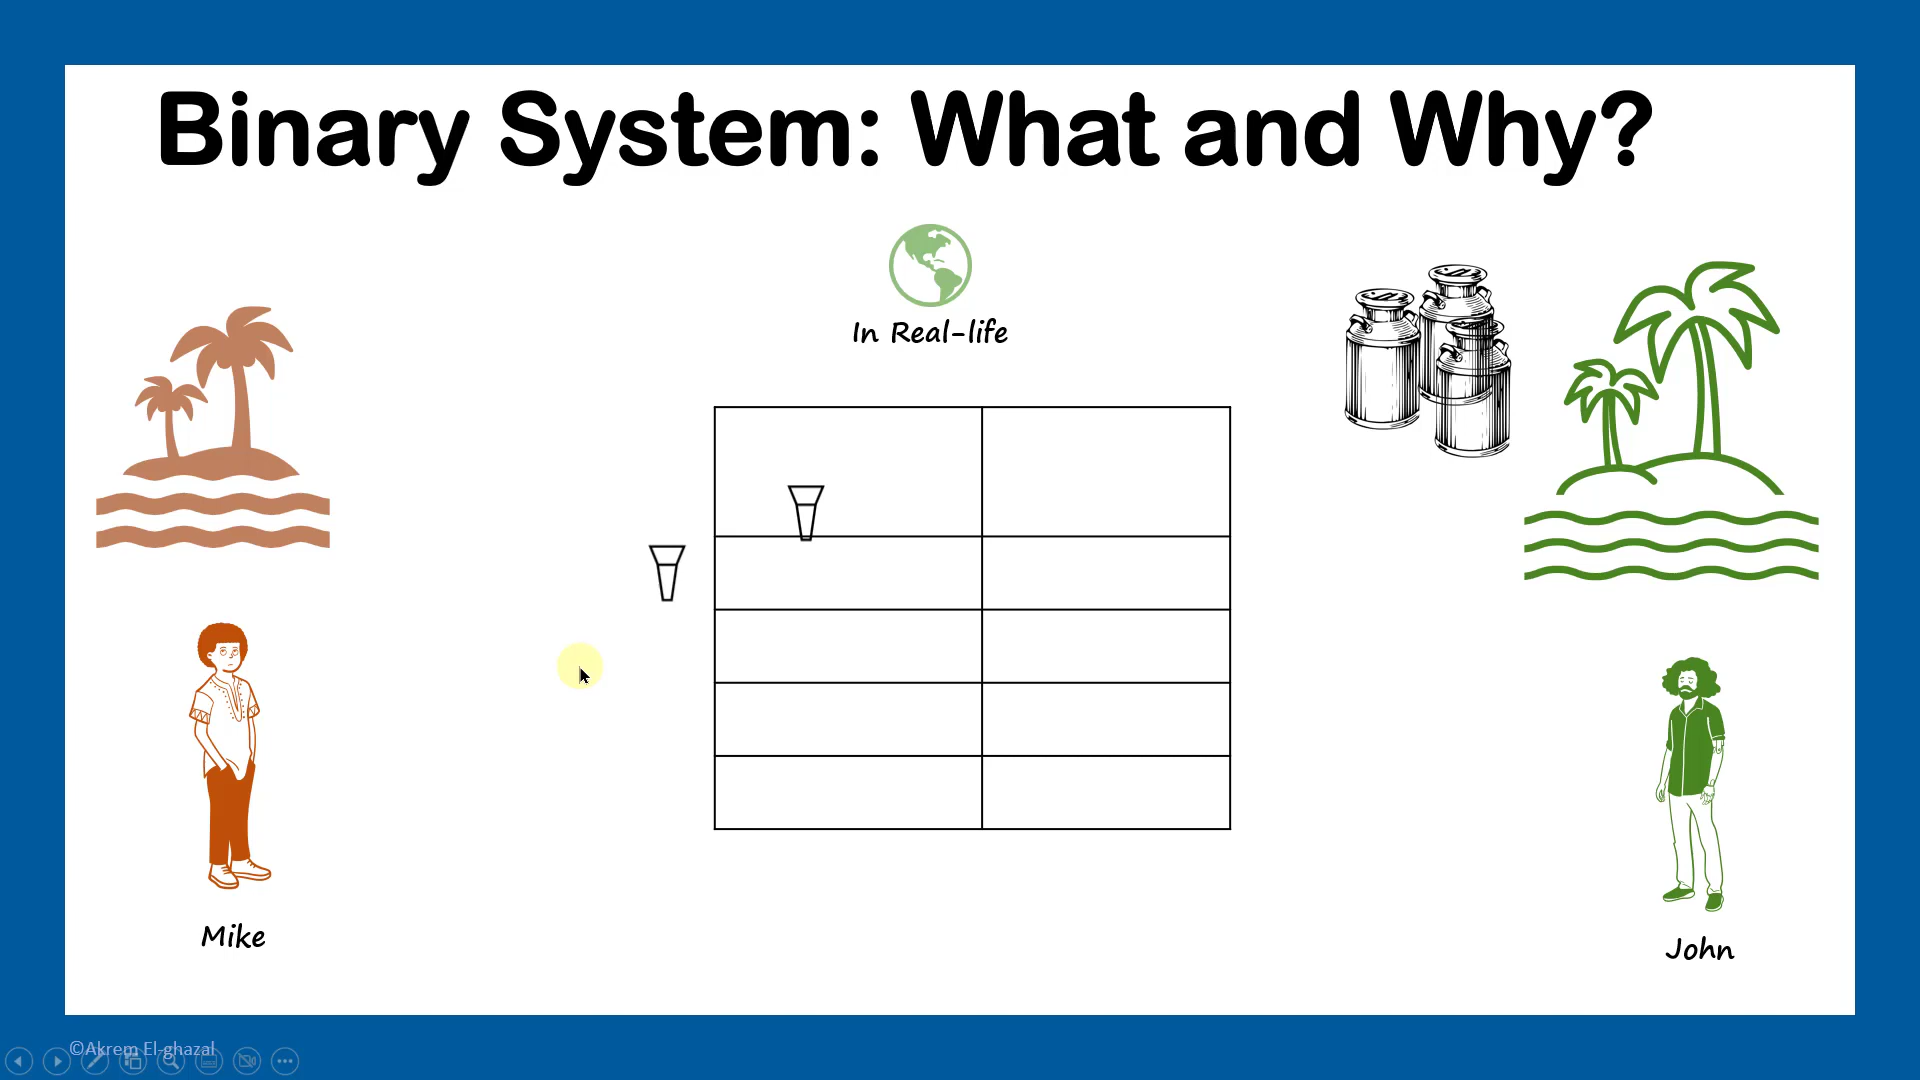 Binary System: What and Why?
In Real-life
Mike
John
©Akrem El-ghazal